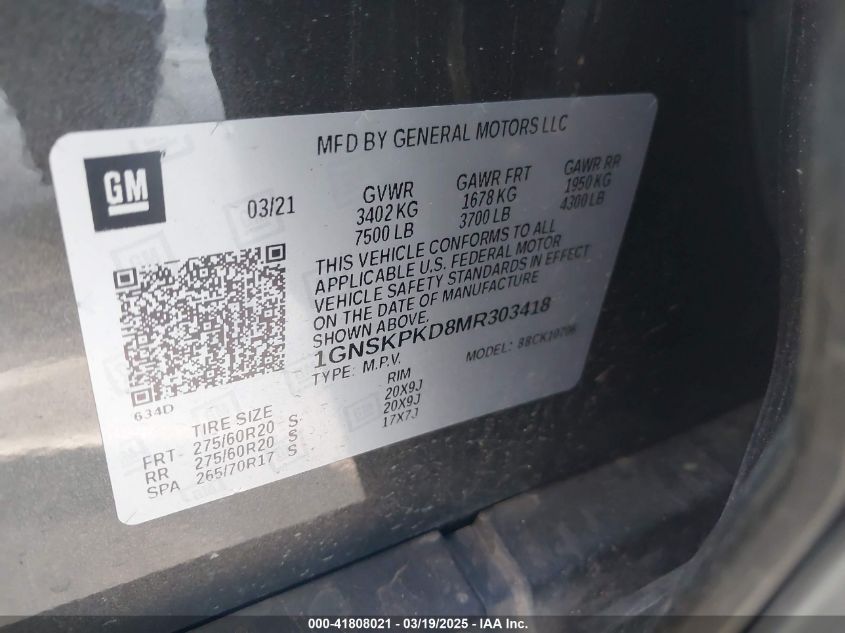 MFD BY GENERAL MOTORS LLC
GM
03/21
GVWR
3402 KG
7500 LB
GAWR FRT
1678 KG
3700 LB
GAWR RR
1950 KG
4300 LB
THIS VEHICLE CONFORMS TO ALL
APPLICABLE U.S. FEDERAL MOTOR
VEHICLE SAFETY STANDARDS IN EFFECT
ON THE DATE OF MANUFACTURE
SHOWN ABOVE.
1GNSKPKD8MR303418
TYPE: M.P.V.
MODEL: 88CK10706
634D
TIRE SIZE
RIM
FRT- 275/60R20 S 20X9J
RR 275/60R20 S 20X9J
SPA 265/70R17 S 17X7J
000-41808021 / 03/19/2025 / IAA Inc.